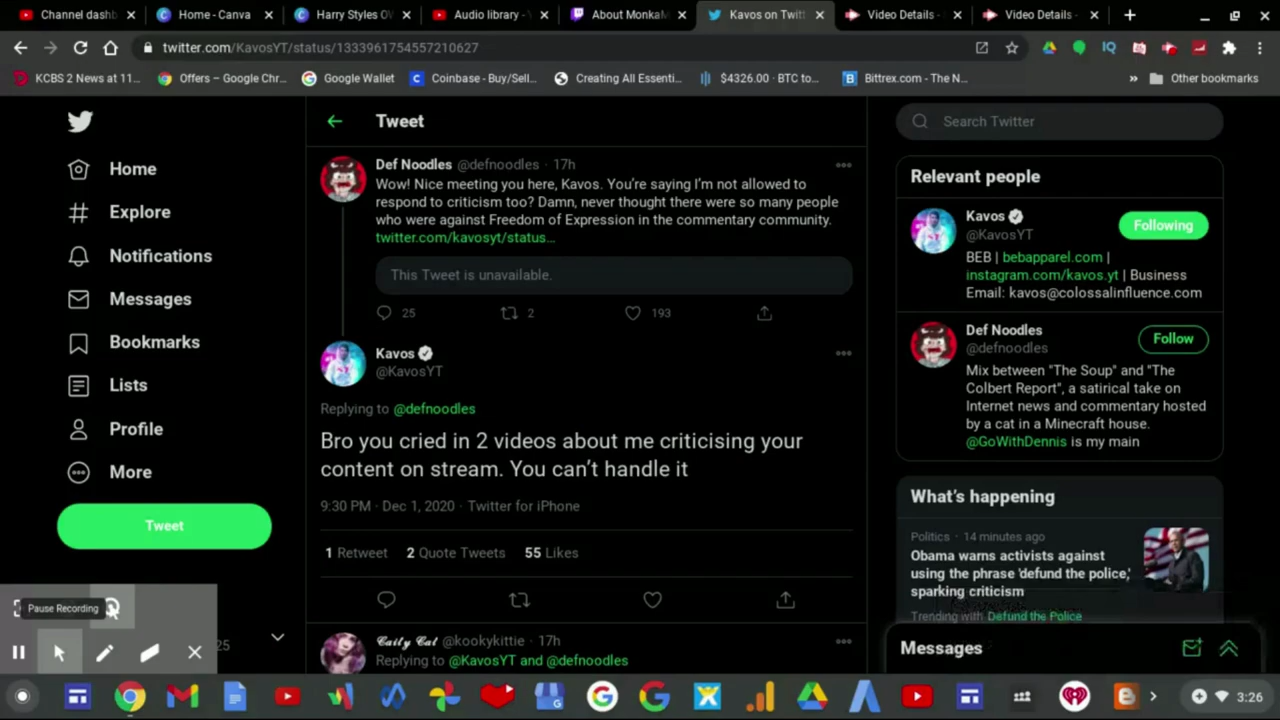 Channel dashb
Home - Canva
Harry Styles O
Audio library -
About MonkaM
Kavos on Twitt
Video Details -
Video Details -
twitter.com/KavosYT/status/1333961754557210627
KCBS 2 News at 11...
Offers – Google Chr...
Google Wallet
Coinbase - Buy/Sell...
Creating All Essenti...
$4326.00 · BTC to...
Bittrex.com - The N...
Other bookmarks
Home
Explore
Notifications
Messages
Bookmarks
Lists
Profile
More
Tweet
Pause Recording
25
Tweet
Def Noodles @defnoodles · 17h
Wow! Nice meeting you here, Kavos. You're saying I'm not allowed to
respond to criticism too? Damn, never thought there were so many people
who were against Freedom of Expression in the commentary community.
twitter.com/kavosyt/status...
This Tweet is unavailable.
25 2 193
Kavos
@KavosYT
Replying to @defnoodles
Bro you cried in 2 videos about me criticising your
content on stream. You can't handle it
9:30 PM · Dec 1, 2020 · Twitter for iPhone
1 Retweet 2 Quote Tweets 55 Likes
𝓒𝓪𝓲𝓽𝔂 𝓒𝓪𝓽 @kookykittie · 17h
Replying to @KavosYT and @defnoodles
Search Twitter
Relevant people
Kavos
@KavosYT
Following
BEB | bebapparel.com |
instagram.com/kavos.yt | Business
Email: kavos@colossalinfluence.com
Def Noodles
@defnoodles
Follow
Mix between "The Soup" and "The
Colbert Report", a satirical take on
Internet news and commentary hosted
by a cat in a Minecraft house.
@GoWithDennis is my main
What's happening
Politics · 14 minutes ago
Obama warns activists against
using the phrase 'defund the police,'
sparking criticism
Trending with Defund the Police
Messages
3:26